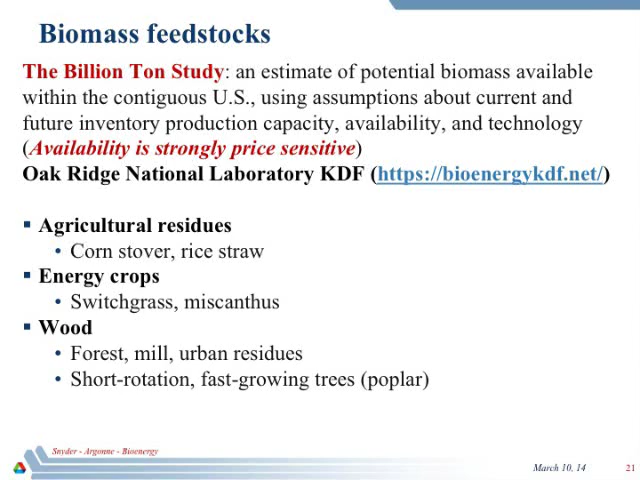 Biomass feedstocks
The Billion Ton Study: an estimate of potential biomass available
within the contiguous U.S., using assumptions about current and
future inventory production capacity, availability, and technology
(Availability is strongly price sensitive)
Oak Ridge National Laboratory KDF (https://bioenergykdf.net/)
▪ Agricultural residues
• Corn stover, rice straw
▪ Energy crops
• Switchgrass, miscanthus
▪ Wood
• Forest, mill, urban residues
• Short-rotation, fast-growing trees (poplar)
Snyder - Argonne - Bioenergy
March 10, 14 21